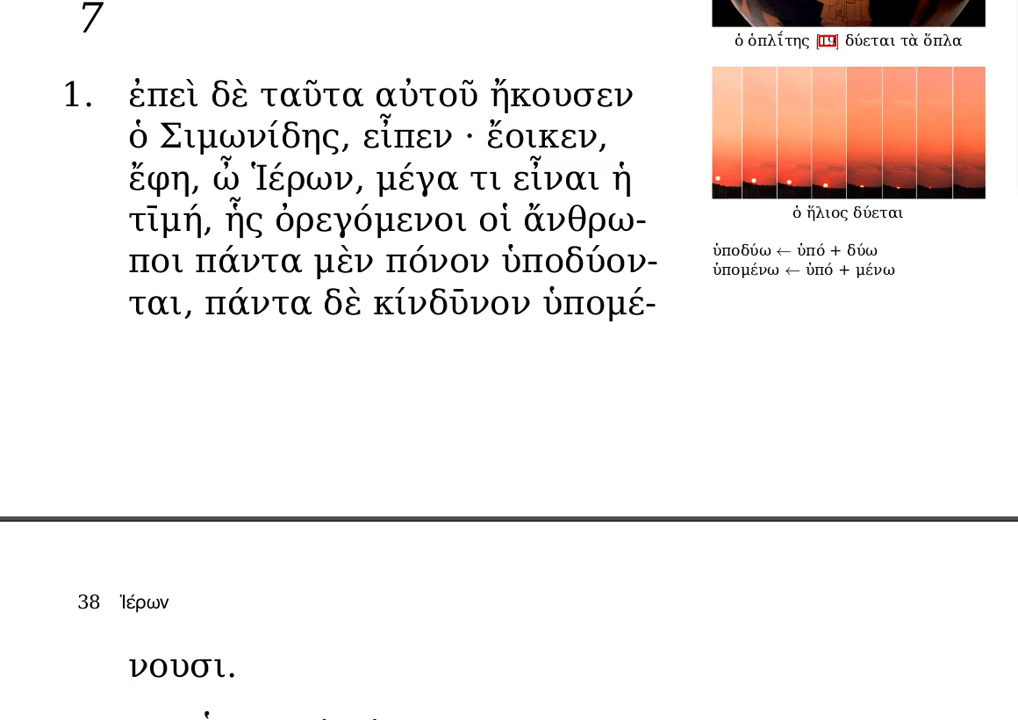 7
ὁ ὁπλί̄της [19] δύεται τὰ ὅπλα
1. ἐπεὶ δὲ ταῦτα αὐτοῦ ἤκουσεν
ὁ Σιμωνίδης, εἶπεν · ἔοικεν,
ἔφη, ὦ Ἱέρων, μέγα τι εἶναι ἡ
τῑμή, ἧς ὀρεγόμενοι οἱ ἄνθρω-
ποι πάντα μὲν πόνον ὑποδύον-
ται, πάντα δὲ κίνδῡνον ὑπομέ-
ὁ ἥλιος δύεται
ὑποδύω ← ὑπό + δύω
ὑπομένω ← ὑπό + μένω
38 Ἱέρων
νουσι.